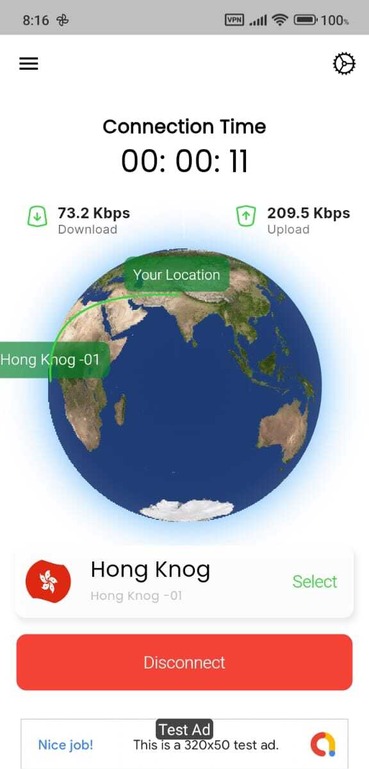 8:16
VPN
100%
Connection Time
00: 00: 11
73.2 Kbps
Download
209.5 Kbps
Upload
Your Location
Hong Knog -01
Hong Knog
Hong Knog -01
Select
Disconnect
Test Ad
Nice job!
This is a 320x50 test ad.